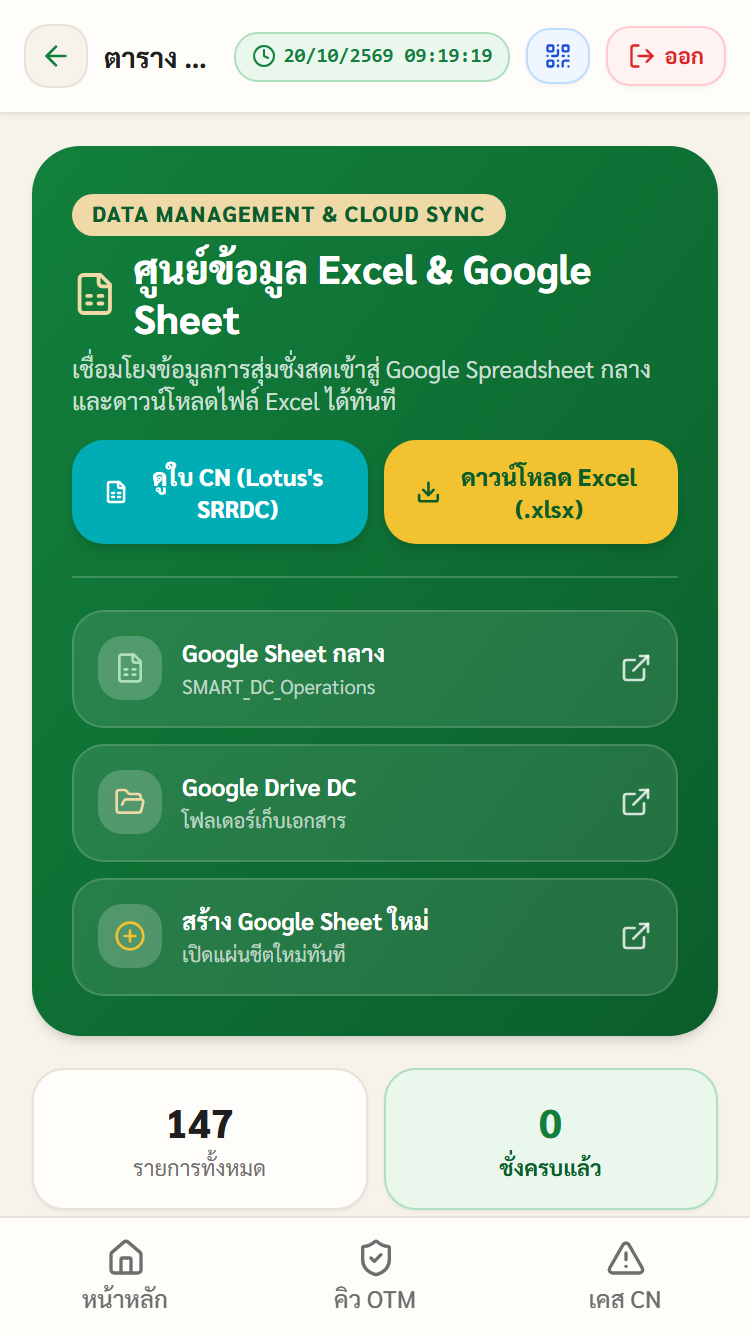 ตาราง ...
20/10/2569 09:19:19
ออก
DATA MANAGEMENT & CLOUD SYNC
ศูนย์ข้อมูล Excel & Google
Sheet
เชื่อมโยงข้อมูลการสุ่มชั่งสดเข้าสู่ Google Spreadsheet กลาง
และดาวน์โหลดไฟล์ Excel ได้ทันที
ดูใบ CN (Lotus's
SRRDC)
ดาวน์โหลด Excel
(.xlsx)
Google Sheet กลาง
SMART_DC_Operations
Google Drive DC
โฟลเดอร์เก็บเอกสาร
สร้าง Google Sheet ใหม่
เปิดแผ่นชีตใหม่ทันที
147
รายการทั้งหมด
0
ชั่งครบแล้ว
หน้าหลัก
คิว OTM
เคส CN